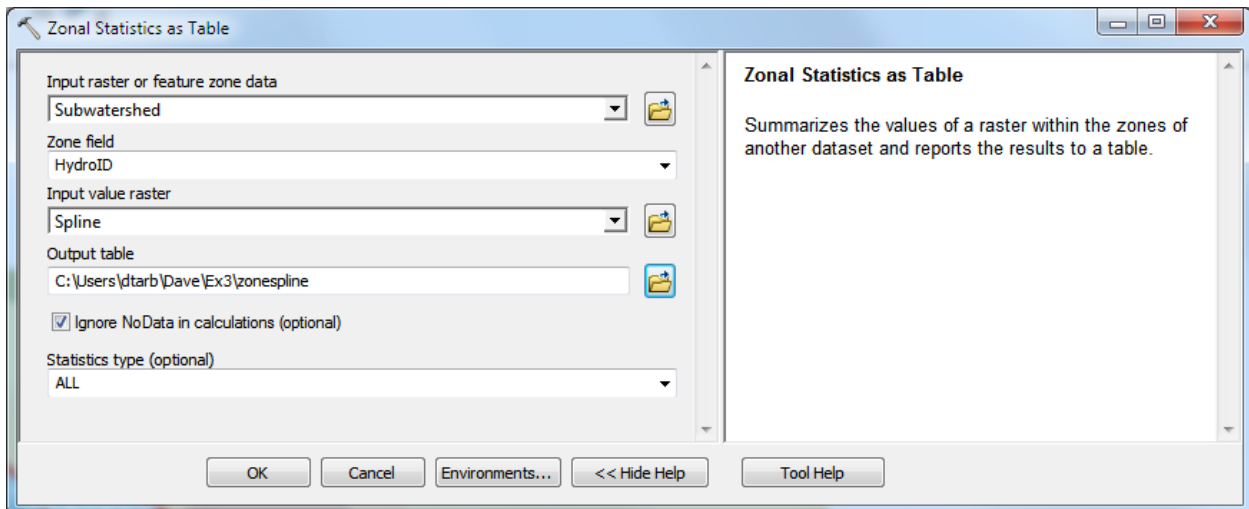 Zonal Statistics as Table
Input raster or feature zone data
Subwatershed
Zone field
HydroID
Input value raster
Spline
Output table
C:\Users\dtarb\Dave\Ex3\zonespline
Ignore NoData in calculations (optional)
Statistics type (optional)
ALL
Zonal Statistics as Table
Summarizes the values of a raster within the zones of
another dataset and reports the results to a table.
OK Cancel Environments... << Hide Help Tool Help